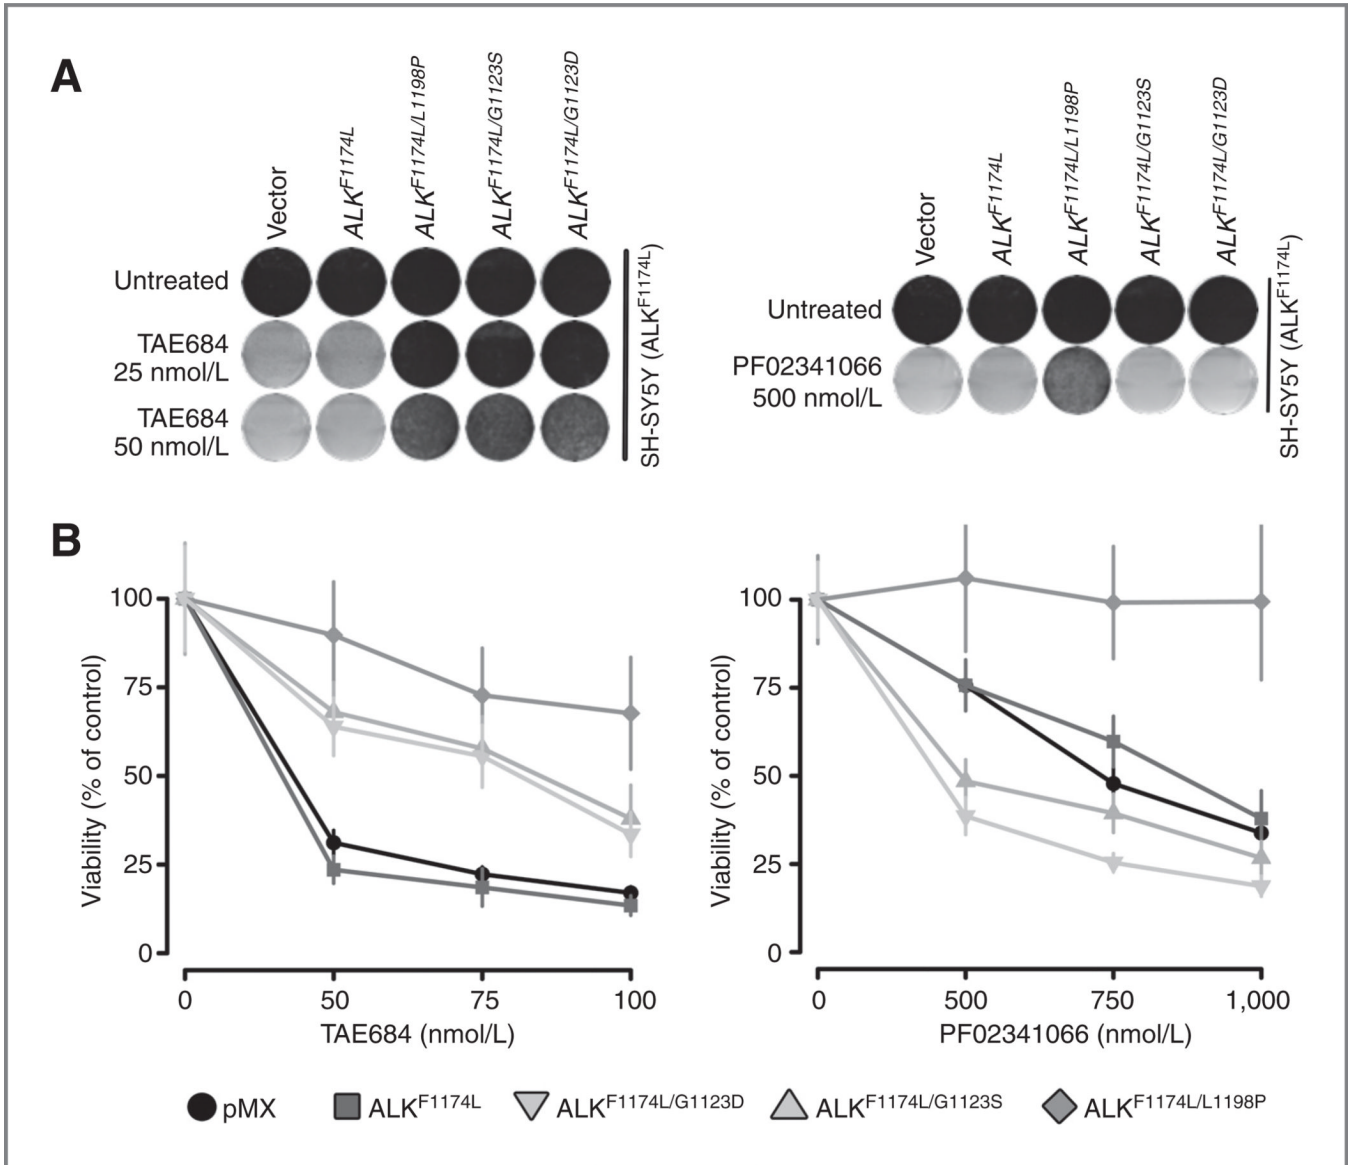 A
Vector
ALKF1174L
ALKF1174L/L1198P
ALKF1174L/G1123S
ALKF1174L/G1123D
Untreated
TAE684
25 nmol/L
TAE684
50 nmol/L
SH-SY5Y (ALKF1174L)
Vector
ALKF1174L
ALKF1174L/L1198P
ALKF1174L/G1123S
ALKF1174L/G1123D
Untreated
PF02341066
500 nmol/L
SH-SY5Y (ALKF1174L)
B
Viability (% of control)
100
75
50
25
0
0 50 75 100
TAE684 (nmol/L)
Viability (% of control)
100
75
50
25
0
0 500 750 1,000
PF02341066 (nmol/L)
pMX ALKF1174L ALKF1174L/G1123D ALKF1174L/G1123S ALKF1174L/L1198P